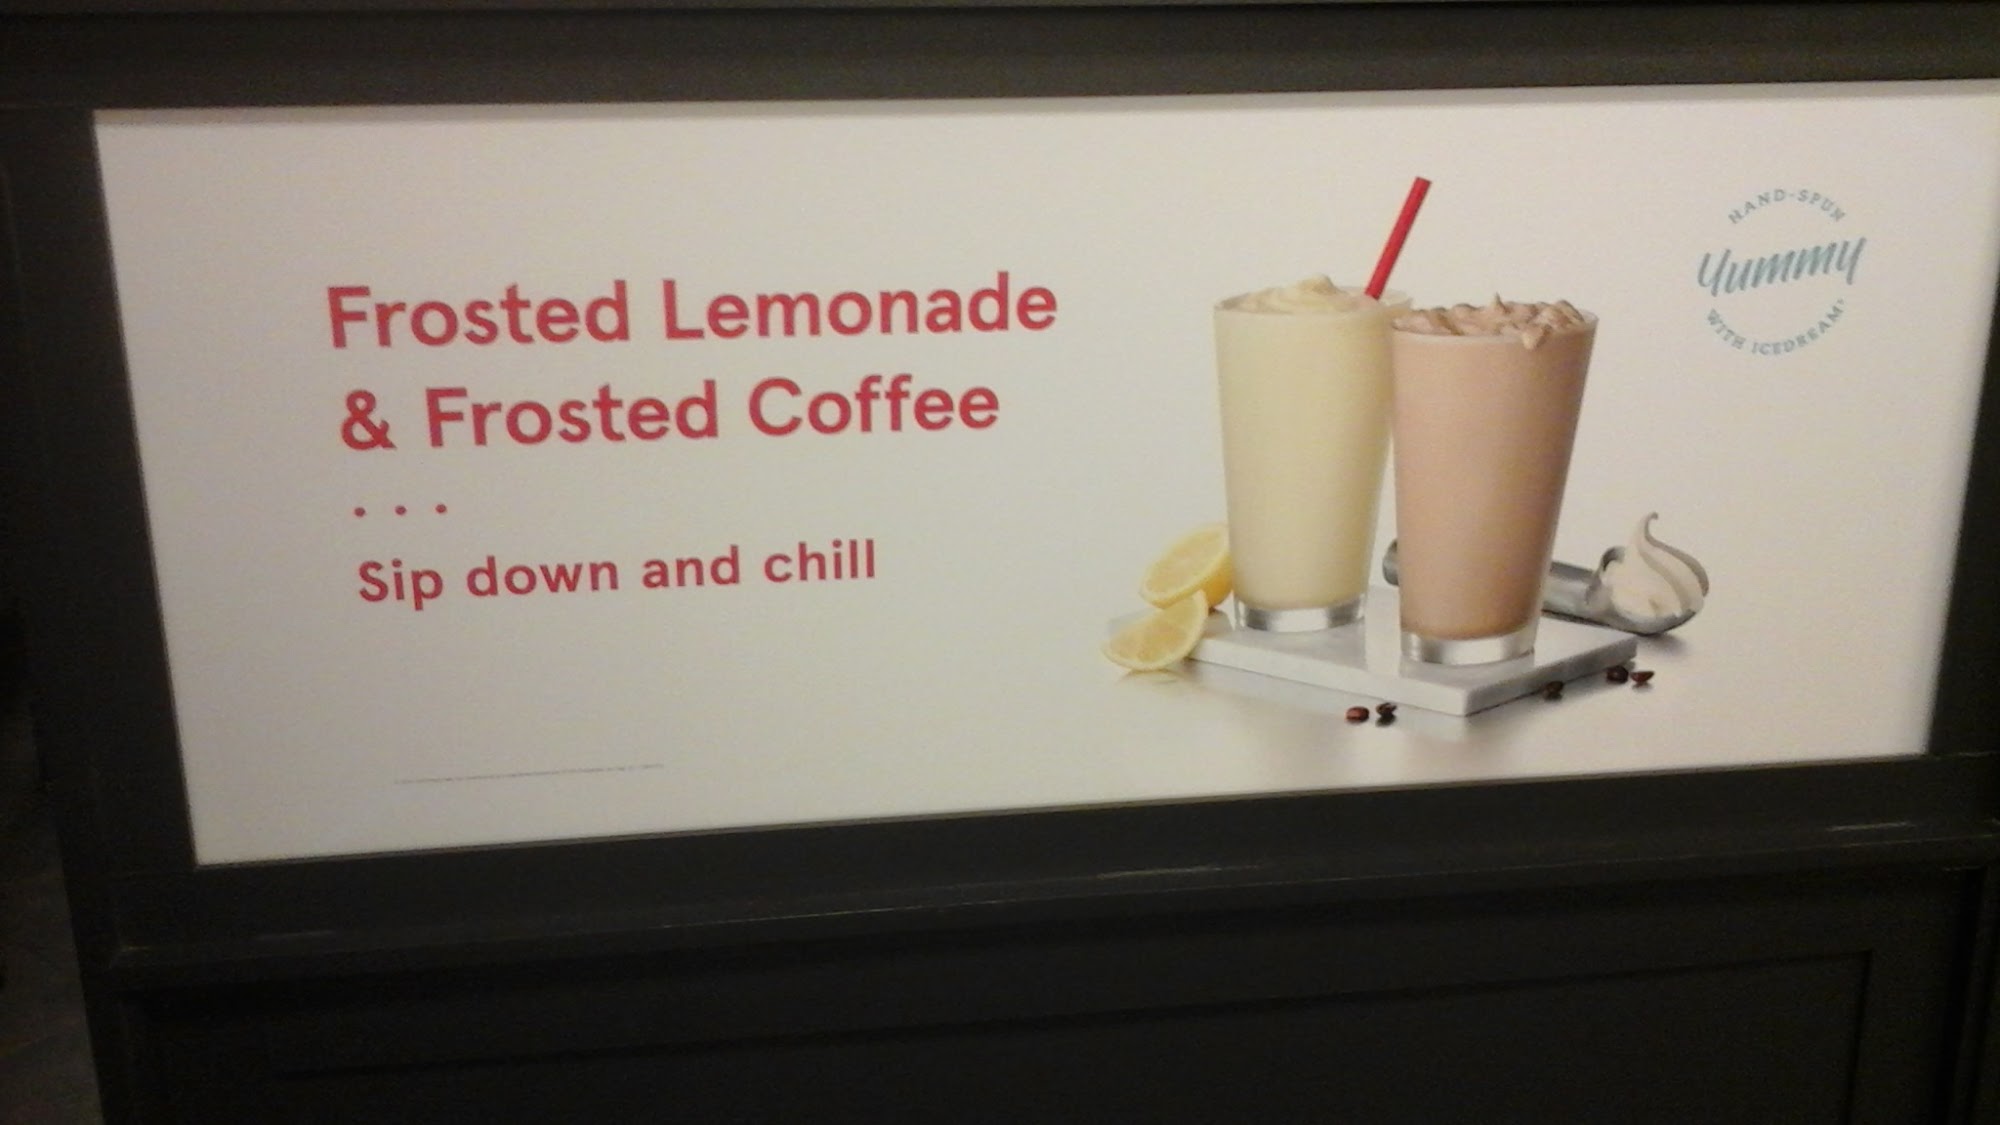 Frosted Lemonade
& Frosted Coffee
. . .
Sip down and chill
HAND-SPUN
Yummy
WITH ICEDREAM